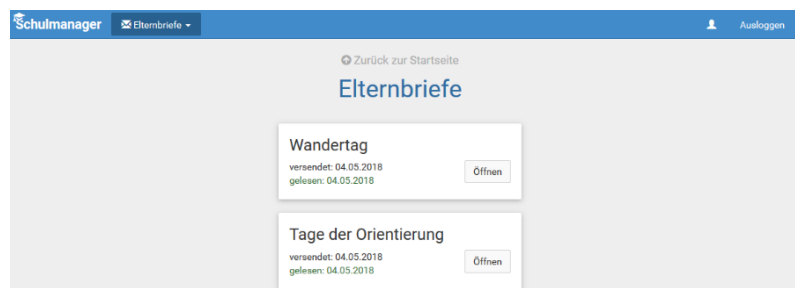 Schulmanager Elternbriefe Ausloggen
Zurück zur Startseite
Elternbriefe
Wandertag
versendet: 04.05.2018
gelesen: 04.05.2018
Öffnen
Tage der Orientierung
versendet: 04.05.2018
gelesen: 04.05.2018
Öffnen